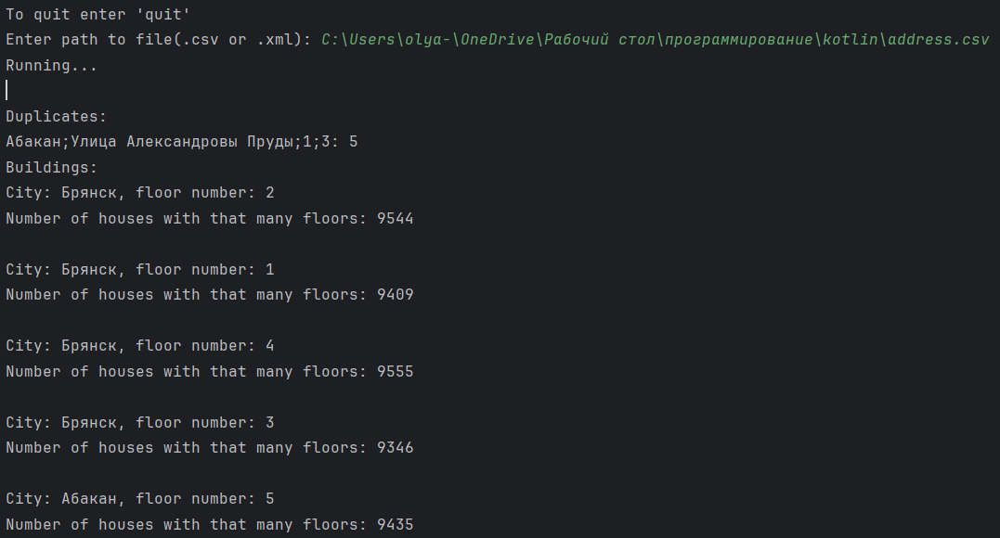 To quit enter 'quit'
Enter path to file(.csv or .xml): C:\Users\olya-\OneDrive\Рабочий стол\программирование\kotlin\address.csv
Running...
Duplicates:
Абакан;Улица Александровы Пруды;1;3: 5
Buildings:
City: Брянск, floor number: 2
Number of houses with that many floors: 9544
City: Брянск, floor number: 1
Number of houses with that many floors: 9409
City: Брянск, floor number: 4
Number of houses with that many floors: 9555
City: Брянск, floor number: 3
Number of houses with that many floors: 9346
City: Абакан, floor number: 5
Number of houses with that many floors: 9435